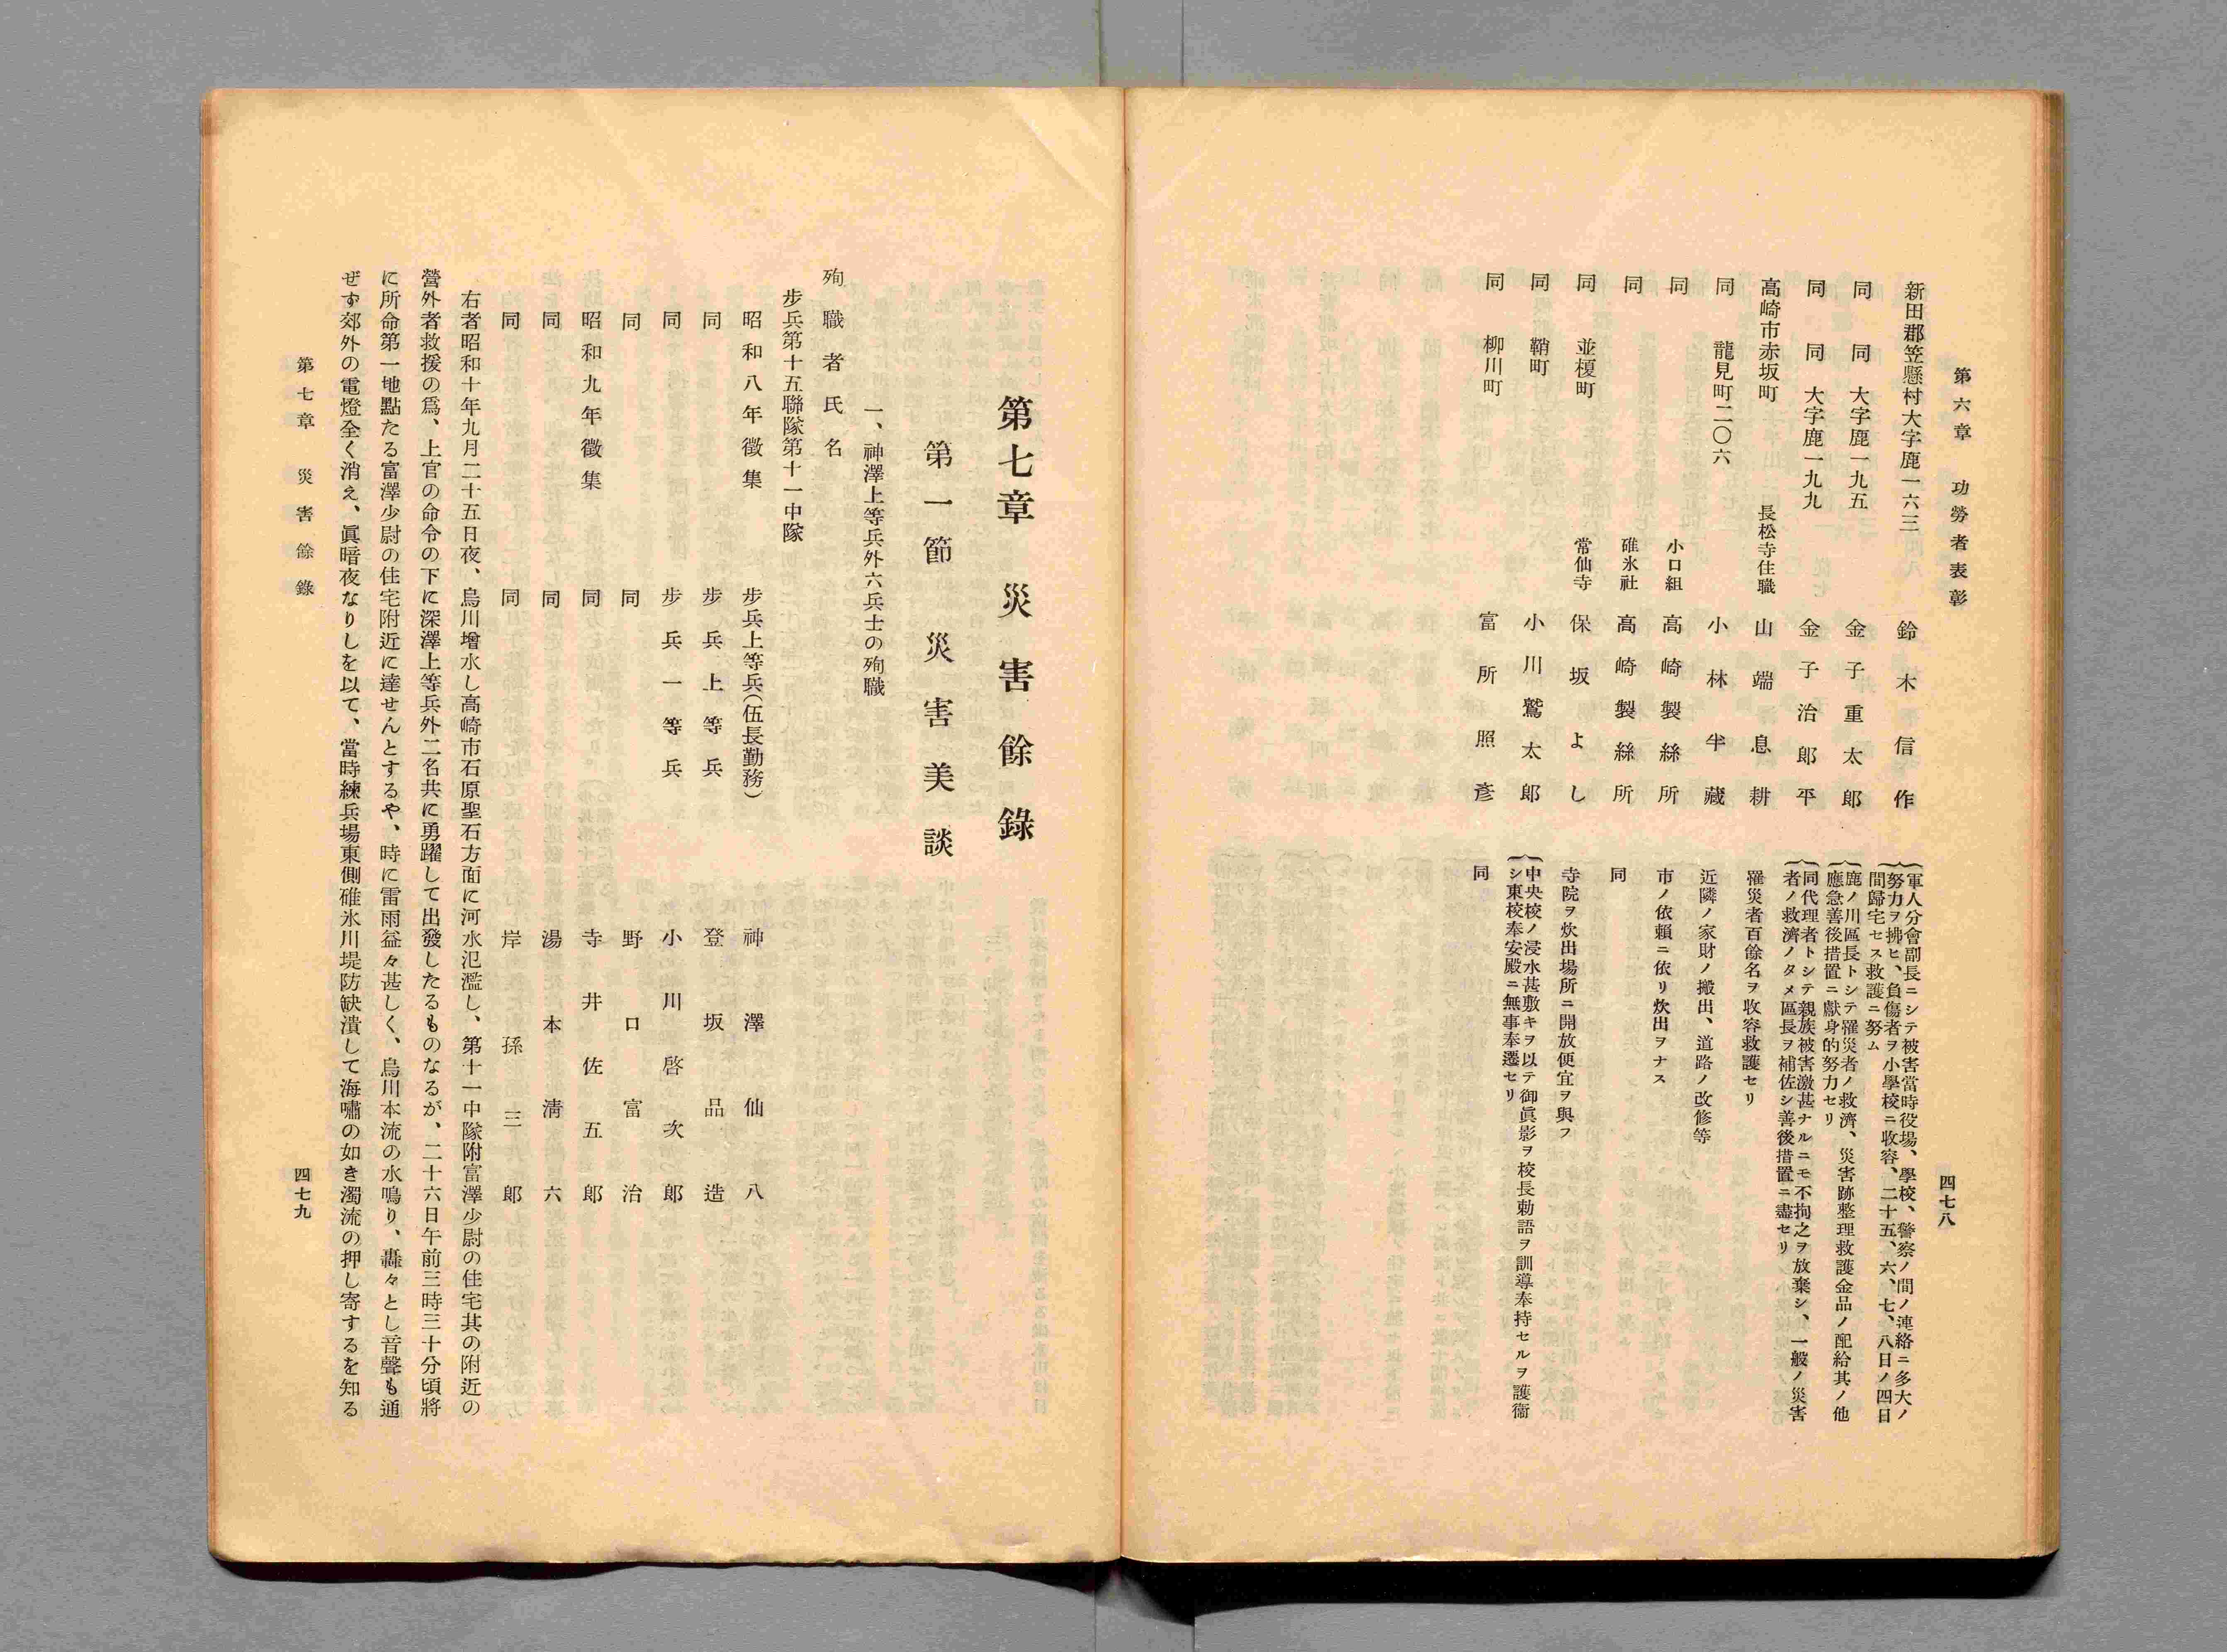 第六章　功勞者表彰
四七八
新田郡笠懸村大字鹿一六三　鈴木信作　軍人分會副長ニシテ被害當時役場、學校、警察ノ間ノ連絡ニ多大ノ
努力ヲ拂ヒ、負傷者ヲ小學校ニ收容、二十五、六、七、八日ノ四日
間歸宅セス救護ニ努ム
同　同　大字鹿一九五　金子重太郎　鹿ノ川區長トシテ罹災者ノ救濟、災害跡整理救護金品ノ配給其ノ他
應急善後措置ニ獻身的努力セリ
同　同　大字鹿一九九　金子治郎平　同代理者トシテ親族被害激甚ナルニモ不拘之ヲ放棄シ、一般ノ災害
者ノ救濟ノタメ區長ヲ補佐シ善後措置ニ盡セリ
高崎市赤坂町　長松寺住職　山端息耕　罹災者百餘名ヲ收容救護セリ
同　龍見町二〇六　小林半藏　近隣ノ家財ノ搬出、道路ノ改修等
同　小口組　高崎製絲所　市ノ依賴ニ依リ炊出ヲナス
同　碓氷社　高崎製絲所　同
同　並榎町　常仙寺　保坂よし　寺院ヲ炊出場所ニ開放便宜ヲ與フ
同　鞘町　小川鷲太郎　中央校ノ浸水甚敷キヲ以テ御眞影ヲ校長勅語ヲ訓導奉持セルヲ護衞
シ東校奉安殿ニ無事奉遷セリ
同　柳川町　富所照彥　同
第七章　災害餘錄
第一節　災害美談
一、神澤上等兵外六兵士の殉職
殉職者氏名
步兵第十五聯隊第十一中隊
昭和八年徵集　步兵上等兵(伍長勤務)　神澤仙八
同　步兵上等兵　登坂品造
同　步兵一等兵　小川啓次郎
同　同　野口富治
昭和九年徵集　同　寺井佐五郎
同　同　湯本淸六
同　同　岸孫三郎
右者昭和十年九月二十五日夜、烏川增水し高崎市石原聖石方面に河水氾濫し、第十一中隊附富澤少尉の住宅其の附近の
營外者救援の爲、上官の命令の下に深澤上等兵外二名共に勇躍して出發したるものなるが、二十六日午前三時三十分頃將
に所命第一地點たる富澤少尉の住宅附近に達せんとするや、時に雷雨益々甚しく、烏川本流の水鳴り、轟々とし音聲も通
ぜず郊外の電燈全く消え、眞暗夜なりしを以て、當時練兵場東側碓氷川堤防缺潰して海嘯の如き濁流の押し寄するを知る
第七章　災害餘錄
四七九